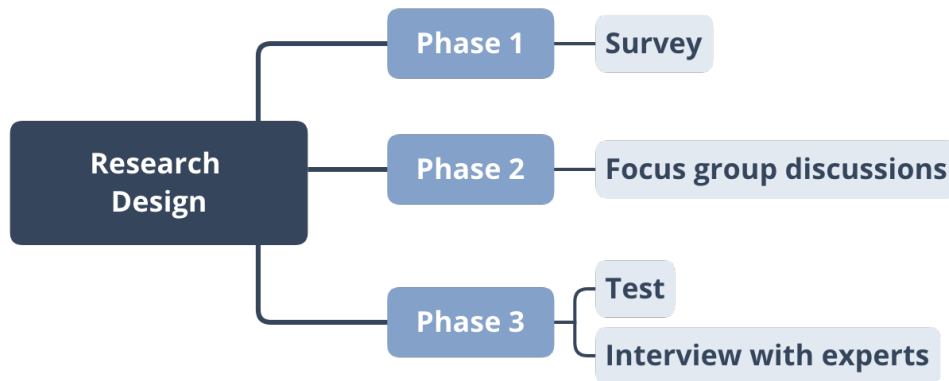 Research
Design
Phase 1
Survey
Phase 2
Focus group discussions
Phase 3
Test
Interview with experts